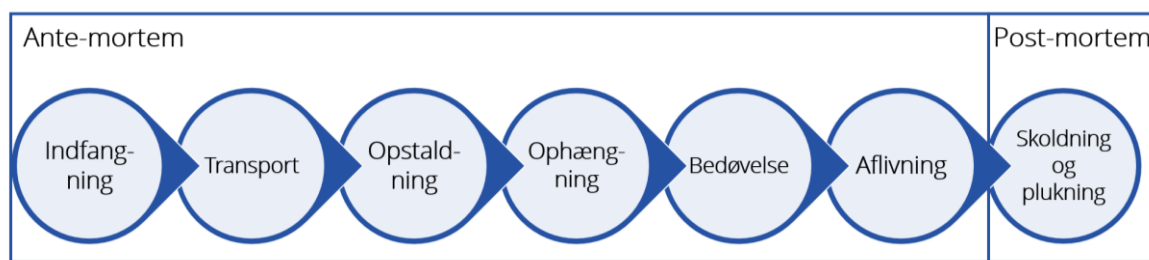 Ante-mortem
Post-mortem
Indfang-
ning
Transport
Opstald-
ning
Ophæng-
ning
Bedøvelse
Aflivning
Skoldning
og
plukning